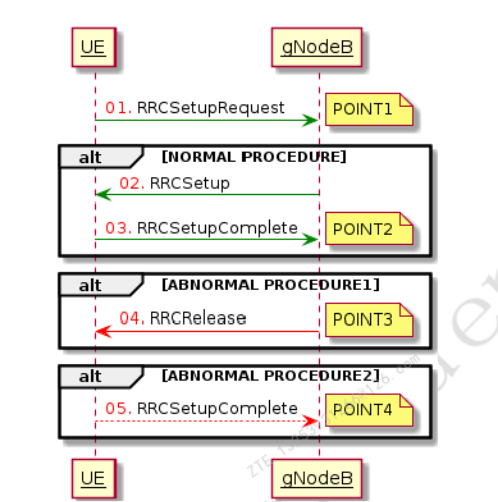 UE gNodeB
01. RRCSetupRequest POINT1
alt [NORMAL PROCEDURE]
02. RRCSetup
03. RRCSetupComplete POINT2
alt [ABNORMAL PROCEDURE1]
04. RRCRelease POINT3
alt [ABNORMAL PROCEDURE2]
05. RRCSetupComplete POINT4
UE gNodeB